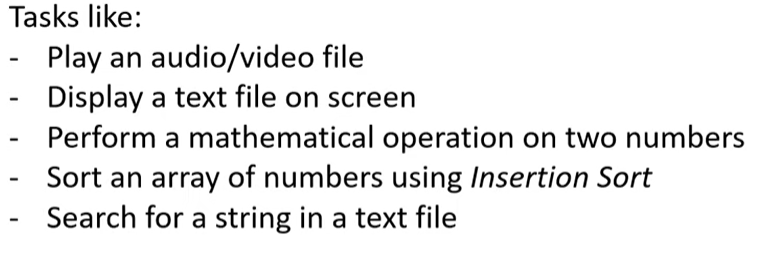 Tasks like:
- Play an audio/video file
- Display a text file on screen
- Perform a mathematical operation on two numbers
- Sort an array of numbers using Insertion Sort
- Search for a string in a text file